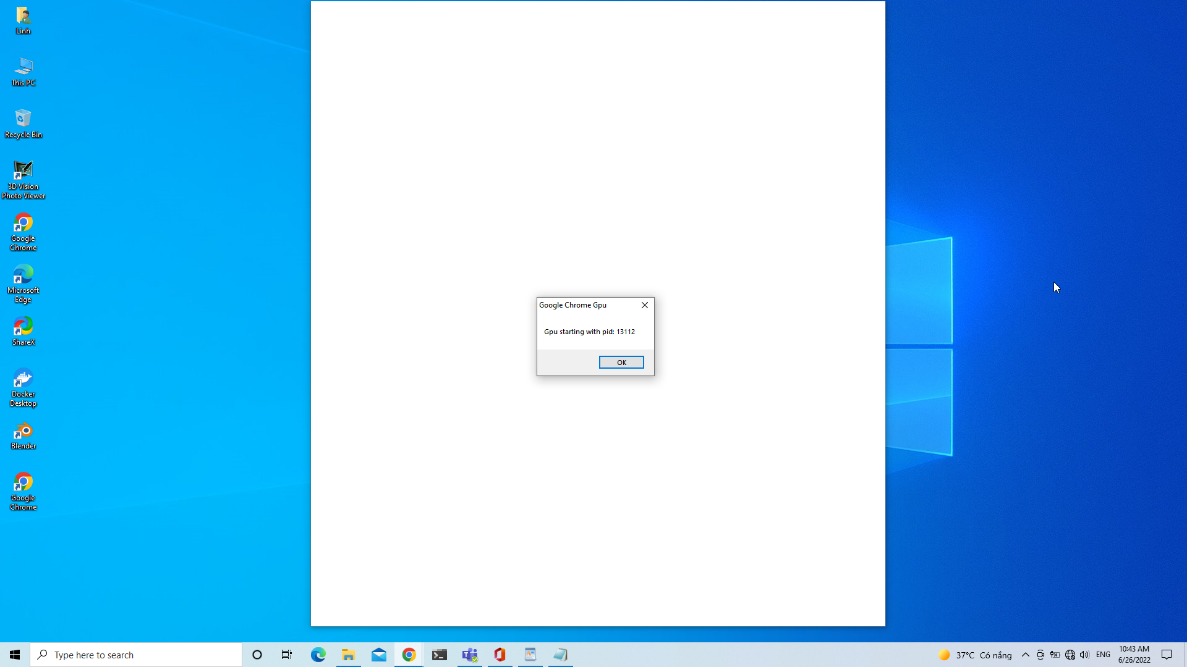 Linh
This PC
Recycle Bin
3D Vision
Photo Viewer
Google
Chrome
Microsoft
Edge
ShareX
Docker
Desktop
Blender
Google
Chrome
Google Chrome Gpu
Gpu starting with pid: 13112
OK
Type here to search
37°C Có nắng
ENG
10:43 AM
6/26/2022